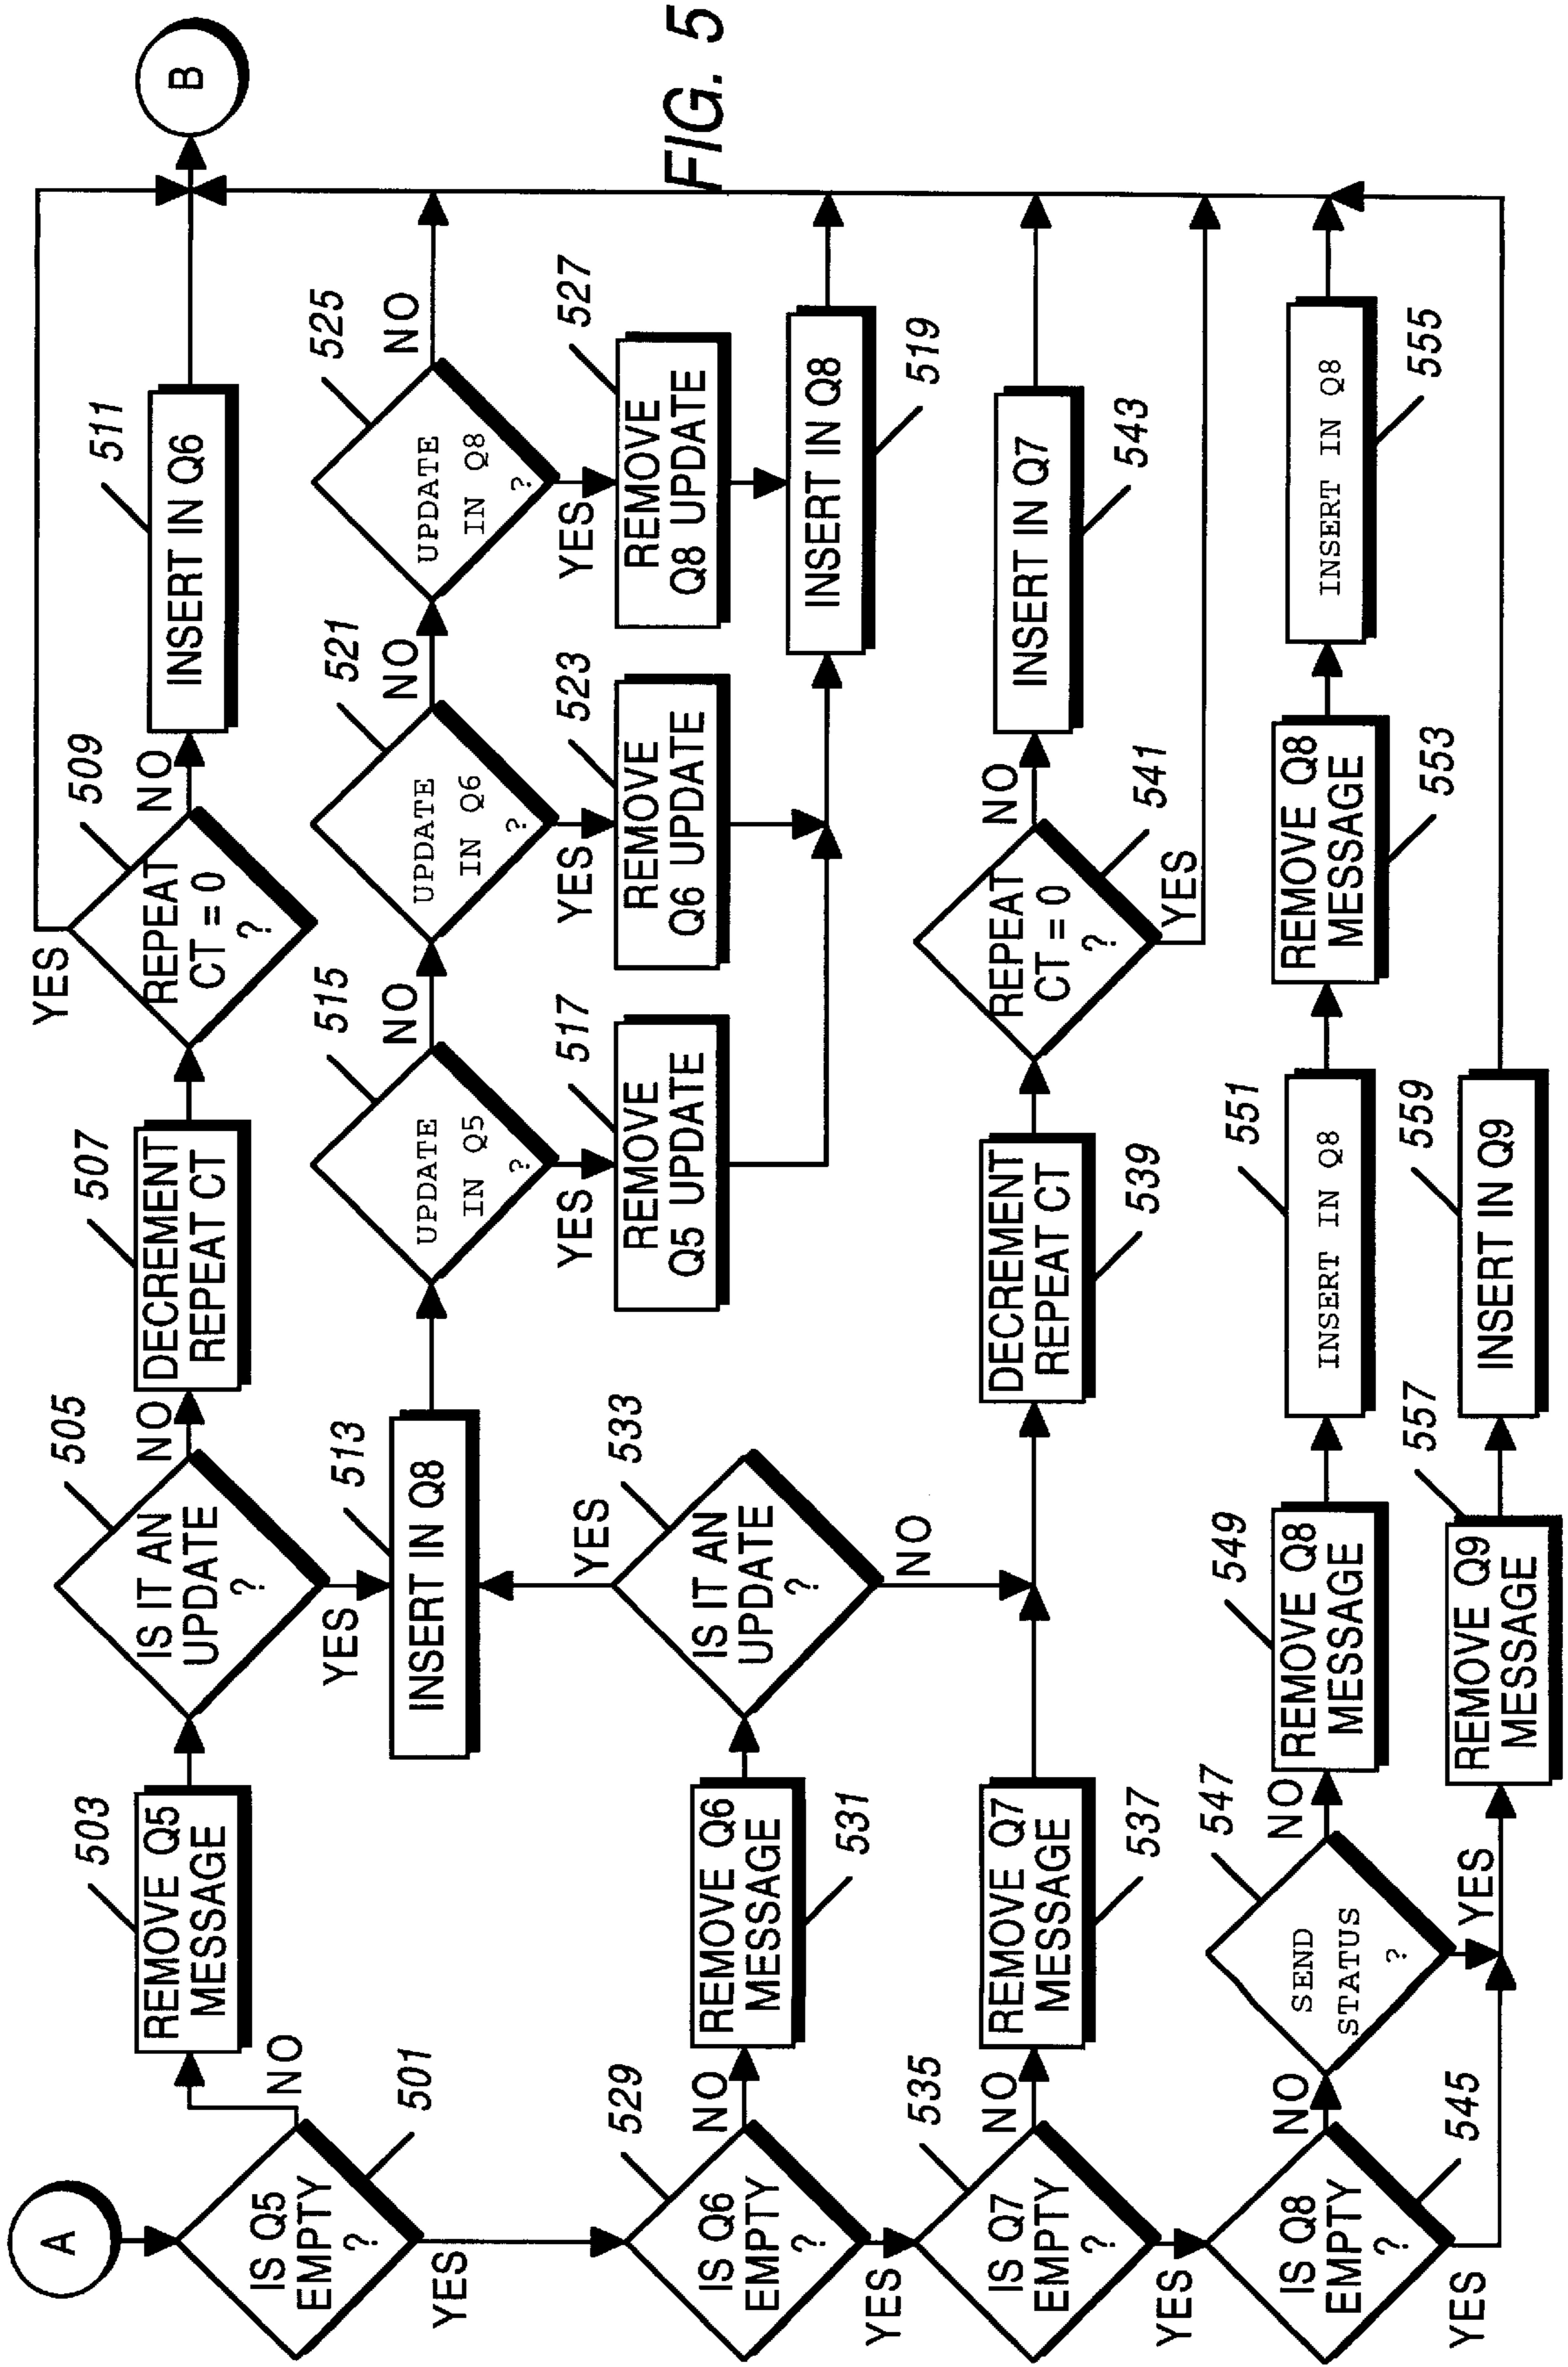 A
IS Q5
EMPTY
?
501
NO
YES
REMOVE Q5
MESSAGE
503
IS IT AN
UPDATE
?
505
NO
YES
DECREMENT
REPEAT CT
507
REPEAT
CT = 0
?
509
YES
NO
INSERT IN Q6
511
B
INSERT IN Q8
513
UPDATE
IN Q5
?
515
NO
YES
REMOVE
Q5 UPDATE
517
UPDATE
IN Q6
?
521
NO
YES
REMOVE
Q6 UPDATE
523
UPDATE
IN Q8
?
525
NO
YES
REMOVE
Q8 UPDATE
527
INSERT IN Q8
519
IS Q6
EMPTY
?
529
NO
YES
REMOVE Q6
MESSAGE
531
IS IT AN
UPDATE
?
533
YES
NO
IS Q7
EMPTY
?
535
NO
YES
REMOVE Q7
MESSAGE
537
DECREMENT
REPEAT CT
539
REPEAT
CT = 0
?
541
NO
YES
INSERT IN Q7
543
IS Q8
EMPTY
?
545
NO
YES
SEND
STATUS
?
547
NO
YES
REMOVE Q8
MESSAGE
549
INSERT IN Q8
551
REMOVE Q8
MESSAGE
553
INSERT IN Q8
555
REMOVE Q9
MESSAGE
557
INSERT IN Q9
559
FIG. 5